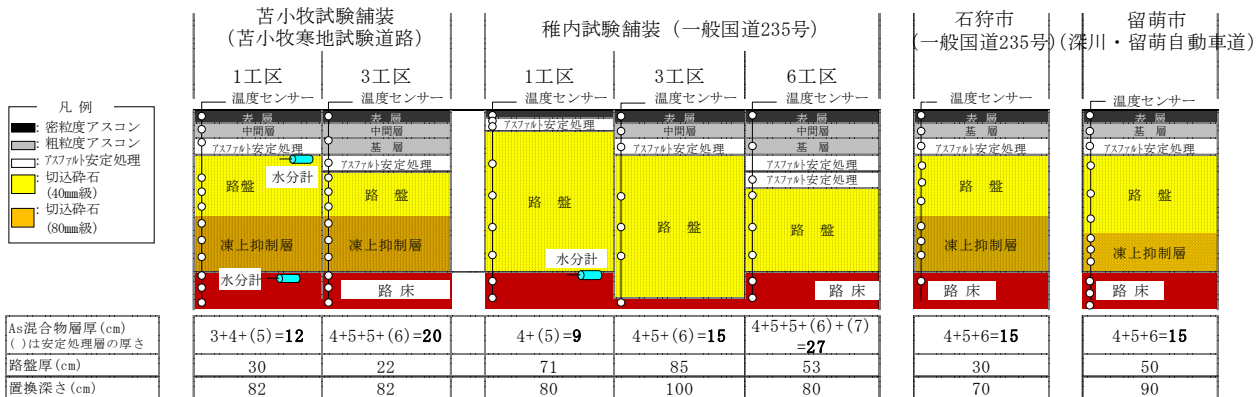 苫小牧試験舗装
(苫小牧寒地試験道路)
1工区
3工区
稚内試験舗装 (一般国道235号)
1工区
3工区
6工区
石狩市
(一般国道235号)
留萌市
(深川・留萌自動車道)
凡 例
: 密粒度アスコン
: 粗粒度アスコン
: アスファルト安定処理
: 切込砕石
(40mm級)
: 切込砕石
(80mm級)
温度センサー
表 層
中間層
アスファルト安定処理
水分計
路盤
凍上抑制層
水分計
温度センサー
表 層
中間層
基 層
アスファルト安定処理
路 盤
凍上抑制層
路 床
温度センサー
アスファルト安定処理
路 盤
水分計
温度センサー
表 層
中間層
アスファルト安定処理
路 盤
温度センサー
表 層
中間層
基 層
アスファルト安定処理
アスファルト安定処理
路 盤
路 床
温度センサー
表 層
基 層
アスファルト安定処理
路 盤
凍上抑制層
路 床
温度センサー
表 層
基 層
アスファルト安定処理
路 盤
凍上抑制層
路 床
As混合物層厚(cm)
( )は安定処理層の厚さ
3+4+(5)=12
4+5+5+(6)=20
4+(5)=9
4+5+(6)=15
4+5+5+(6)+(7)
=27
4+5+6=15
4+5+6=15
路盤厚(cm)
30
22
71
85
53
30
50
置換深さ(cm)
82
82
80
100
80
70
90